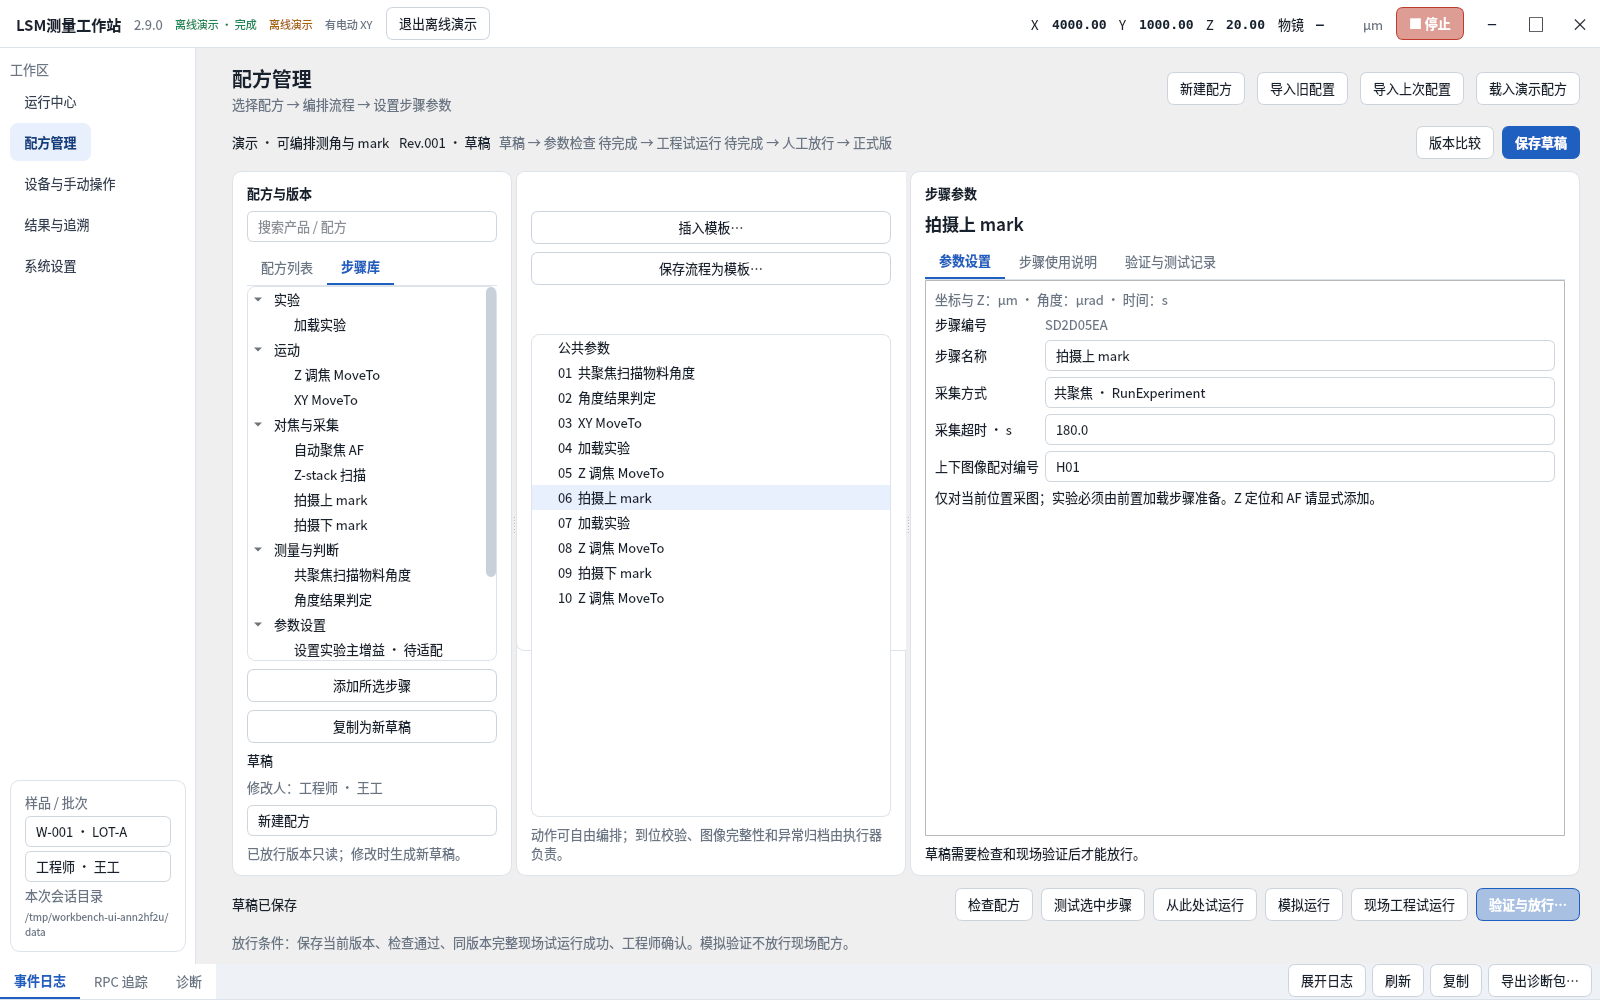 LSM测量工作站 2.9.0 离线演示 · 完成 离线演示 有电动 XY 退出离线演示 X 4000.00 Y 1000.00 Z 20.00 物镜 — μm 停止
工作区
运行中心
配方管理
设备与手动操作
结果与追溯
系统设置
样品 / 批次
W-001 · LOT-A
工程师 · 王工
本次会话目录
/tmp/workbench-ui-ann2hf2u/
data
配方管理
选择配方 → 编排流程 → 设置步骤参数
新建配方 导入旧配置 导入上次配置 载入演示配方
演示 · 可编排测角与 mark Rev.001 · 草稿 草稿 → 参数检查 待完成 → 工程试运行 待完成 → 人工放行 → 正式版
版本比较 保存草稿
配方与版本
搜索产品 / 配方
配方列表 步骤库
实验
加载实验
运动
Z 调焦 MoveTo
XY MoveTo
对焦与采集
自动聚焦 AF
Z-stack 扫描
拍摄上 mark
拍摄下 mark
测量与判断
共聚焦扫描物料角度
角度结果判定
参数设置
设置实验主增益 · 待适配
添加所选步骤
复制为新草稿
草稿
修改人：工程师 · 王工
新建配方
已放行版本只读；修改时生成新草稿。
插入模板…
保存流程为模板…
公共参数
01 共聚焦扫描物料角度
02 角度结果判定
03 XY MoveTo
04 加载实验
05 Z 调焦 MoveTo
06 拍摄上 mark
07 加载实验
08 Z 调焦 MoveTo
09 拍摄下 mark
10 Z 调焦 MoveTo
动作可自由编排；到位校验、图像完整性和异常归档由执行器
负责。
步骤参数
拍摄上 mark
参数设置 步骤使用说明 验证与测试记录
坐标与 Z：μm · 角度：μrad · 时间：s
步骤编号 SD2D05EA
步骤名称 拍摄上 mark
采集方式 共聚焦 · RunExperiment
采集超时 · s 180.0
上下图像配对编号 H01
仅对当前位置采图；实验必须由前置加载步骤准备。Z 定位和 AF 请显式添加。
草稿需要检查和现场验证后才能放行。
草稿已保存
检查配方 测试选中步骤 从此处试运行 模拟运行 现场工程试运行 验证与放行…
放行条件：保存当前版本、检查通过、同版本完整现场试运行成功、工程师确认。模拟验证不放行现场配方。
事件日志 RPC 追踪 诊断
展开日志 刷新 复制 导出诊断包…